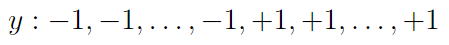 y : −1, −1, . . . , −1, +1, +1, . . . , +1